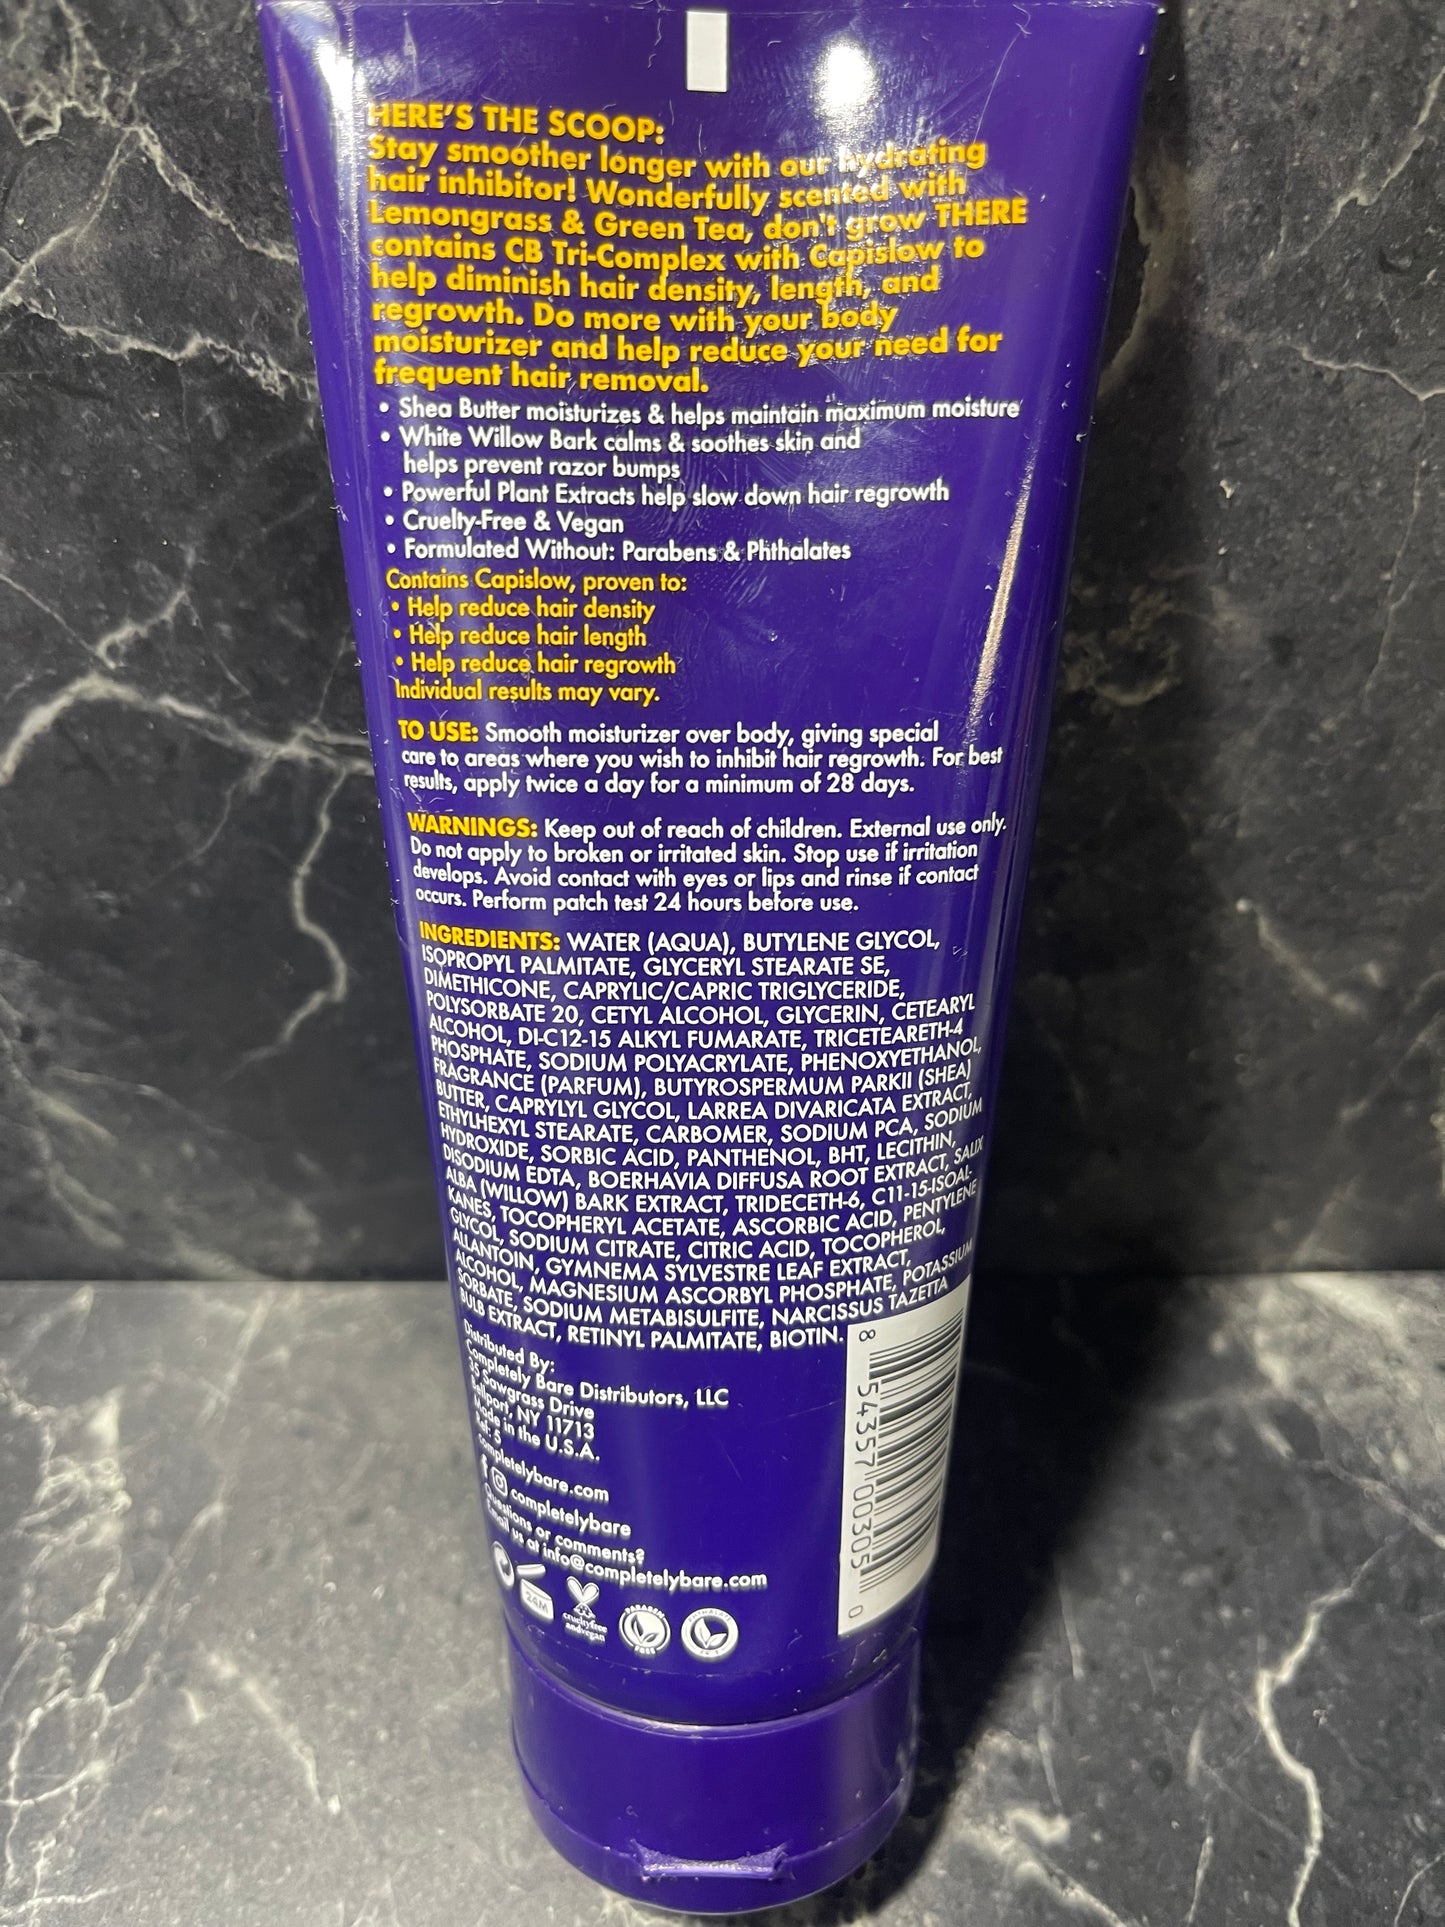 HERE'S THE SCOOP:
Stay smoother longer with our hydrating
hair inhibitor! Wonderfully scented with
Lemongrass & Green Tea, don't grow THERE
contains CB Tri-Complex with Capislow to
help diminish hair density, length, and
regrowth. Do more with your body
moisturizer and help reduce your need for
frequent hair removal.
• Shea Butter moisturizes & helps maintain maximum moisture
• White Willow Bark calms & soothes skin and
helps prevent razor bumps
• Powerful Plant Extracts help slow down hair regrowth
• Cruelty-Free & Vegan
• Formulated Without: Parabens & Phthalates
Contains Capislow, proven to:
• Help reduce hair density
• Help reduce hair length
• Help reduce hair regrowth
Individual results may vary.
TO USE: Smooth moisturizer over body, giving special
care to areas where you wish to inhibit hair regrowth. For best
results, apply twice a day for a minimum of 28 days.
WARNINGS: Keep out of reach of children. External use only.
Do not apply to broken or irritated skin. Stop use if irritation
develops. Avoid contact with eyes or lips and rinse if contact
occurs. Perform patch test 24 hours before use.
INGREDIENTS: WATER (AQUA), BUTYLENE GLYCOL,
ISOPROPYL PALMITATE, GLYCERYL STEARATE SE,
DIMETHICONE, CAPRYLIC/CAPRIC TRIGLYCERIDE,
POLYSORBATE 20, CETYL ALCOHOL, GLYCERIN, CETEARYL
ALCOHOL, DI-C12-15 ALKYL FUMARATE, TRICETEARETH-4
PHOSPHATE, SODIUM POLYACRYLATE, PHENOXYETHANOL,
FRAGRANCE (PARFUM), BUTYROSPERMUM PARKII (SHEA)
BUTTER, CAPRYLYL GLYCOL, LARREA DIVARICATA EXTRACT,
ETHYLHEXYL STEARATE, CARBOMER, SODIUM PCA, SODIUM
HYDROXIDE, SORBIC ACID, PANTHENOL, BHT, LECITHIN,
DISODIUM EDTA, BOERHAVIA DIFFUSA ROOT EXTRACT, SALIX
ALBA (WILLOW) BARK EXTRACT, TRIDECETH-6, C11-15-ISOAL-
KANES, TOCOPHERYL ACETATE, ASCORBIC ACID, PENTYLENE
GLYCOL, SODIUM CITRATE, CITRIC ACID, TOCOPHEROL,
ALLANTOIN, GYMNEMA SYLVESTRE LEAF EXTRACT,
ALCOHOL, MAGNESIUM ASCORBYL PHOSPHATE, POTASSIUM
SORBATE, SODIUM METABISULFITE, NARCISSUS TAZETTA
BULB EXTRACT, RETINYL PALMITATE, BIOTIN.
Distributed By:
Completely Bare Distributors, LLC
35 Sawgrass Drive
Bellport, NY 11713
Made in the U.S.A.
Ref: 5
completelybare.com
completelybare
Questions or comments?
Email us at info@completelybare.com
24M
crueltyfree
andvegan
PARABEN
FREE
PHTHALATE
8 54357 00305 0